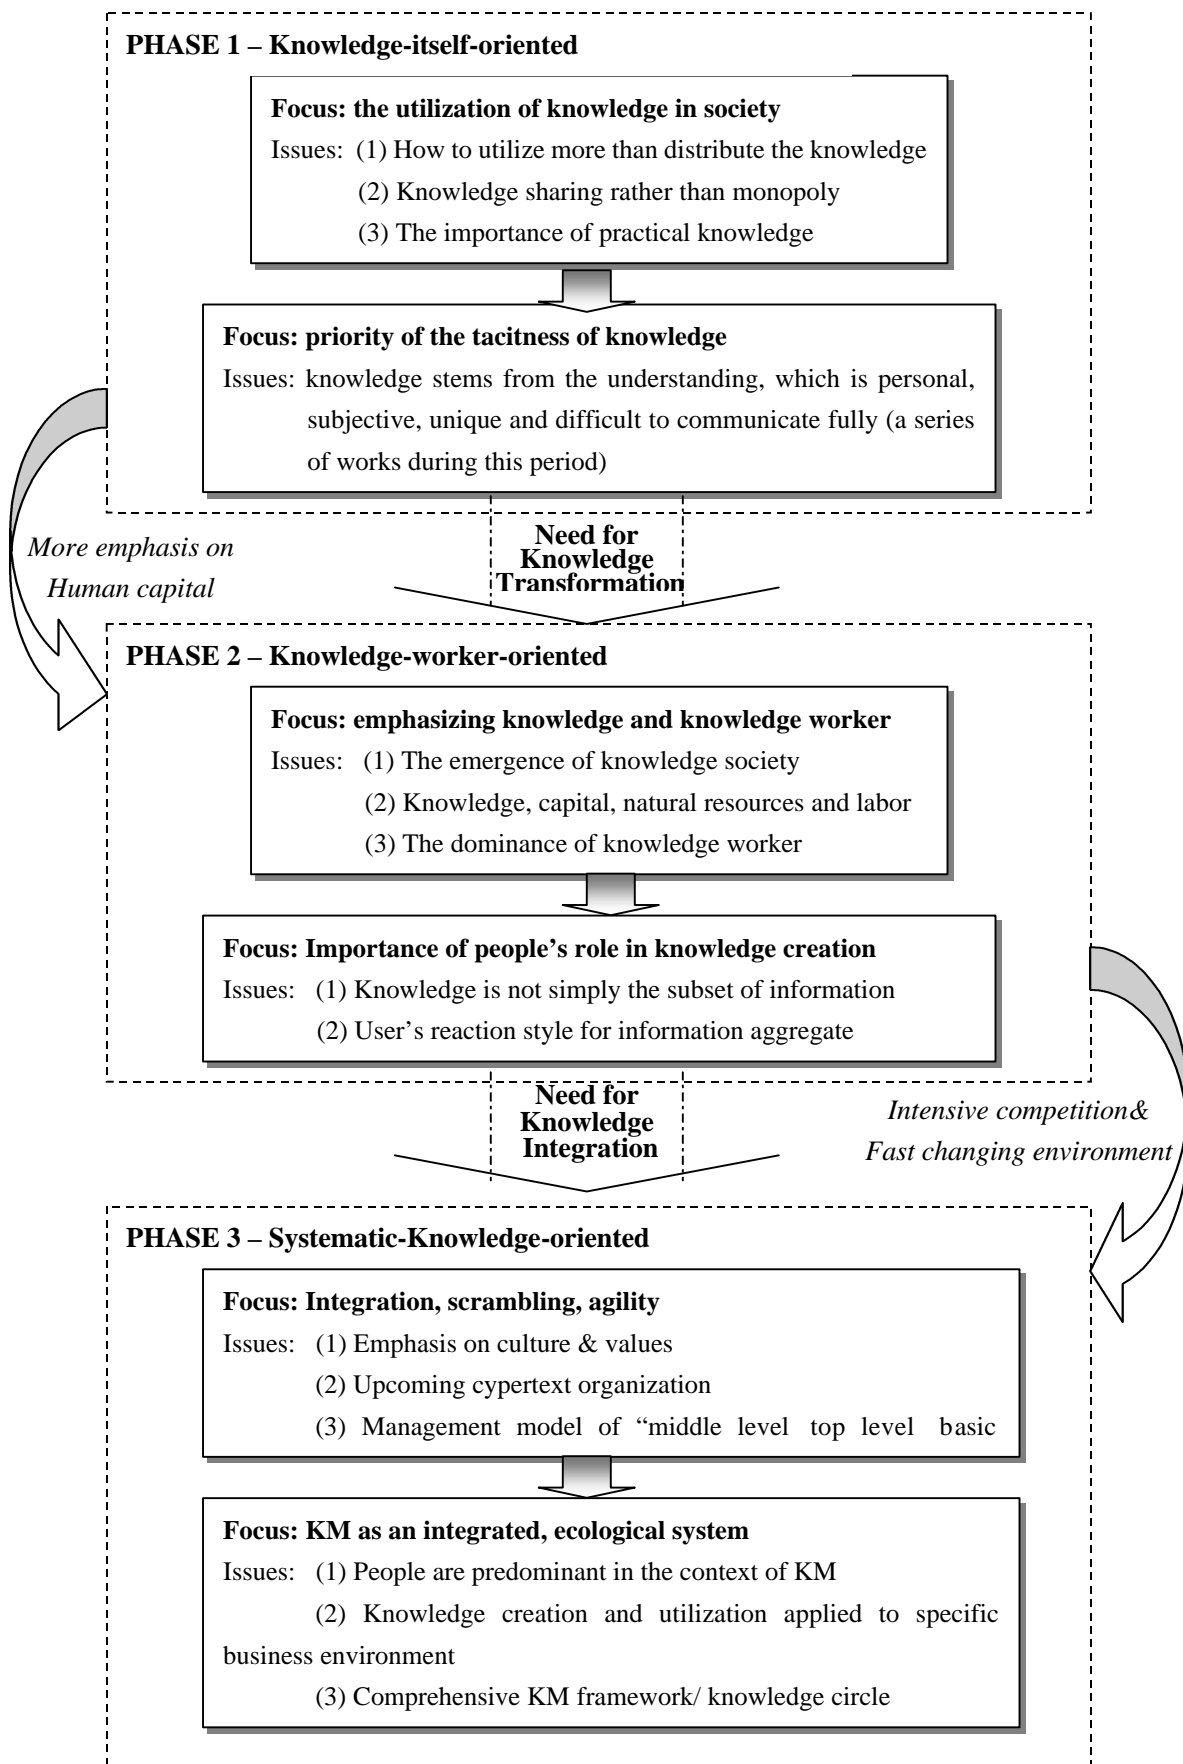 PHASE 1 – Knowledge-itself-oriented
Focus: the utilization of knowledge in society
Issues: (1) How to utilize more than distribute the knowledge
(2) Knowledge sharing rather than monopoly
(3) The importance of practical knowledge
Focus: priority of the tacitness of knowledge
Issues: knowledge stems from the understanding, which is personal,
subjective, unique and difficult to communicate fully (a series
of works during this period)
More emphasis on
Human capital
Need for
Knowledge
Transformation
PHASE 2 – Knowledge-worker-oriented
Focus: emphasizing knowledge and knowledge worker
Issues: (1) The emergence of knowledge society
(2) Knowledge, capital, natural resources and labor
(3) The dominance of knowledge worker
Focus: Importance of people’s role in knowledge creation
Issues: (1) Knowledge is not simply the subset of information
(2) User’s reaction style for information aggregate
Need for
Knowledge
Integration
Intensive competition&
Fast changing environment
PHASE 3 – Systematic-Knowledge-oriented
Focus: Integration, scrambling, agility
Issues: (1) Emphasis on culture & values
(2) Upcoming cypertext organization
(3) Management model of “middle level top level basic
Focus: KM as an integrated, ecological system
Issues: (1) People are predominant in the context of KM
(2) Knowledge creation and utilization applied to specific
business environment
(3) Comprehensive KM framework/ knowledge circle